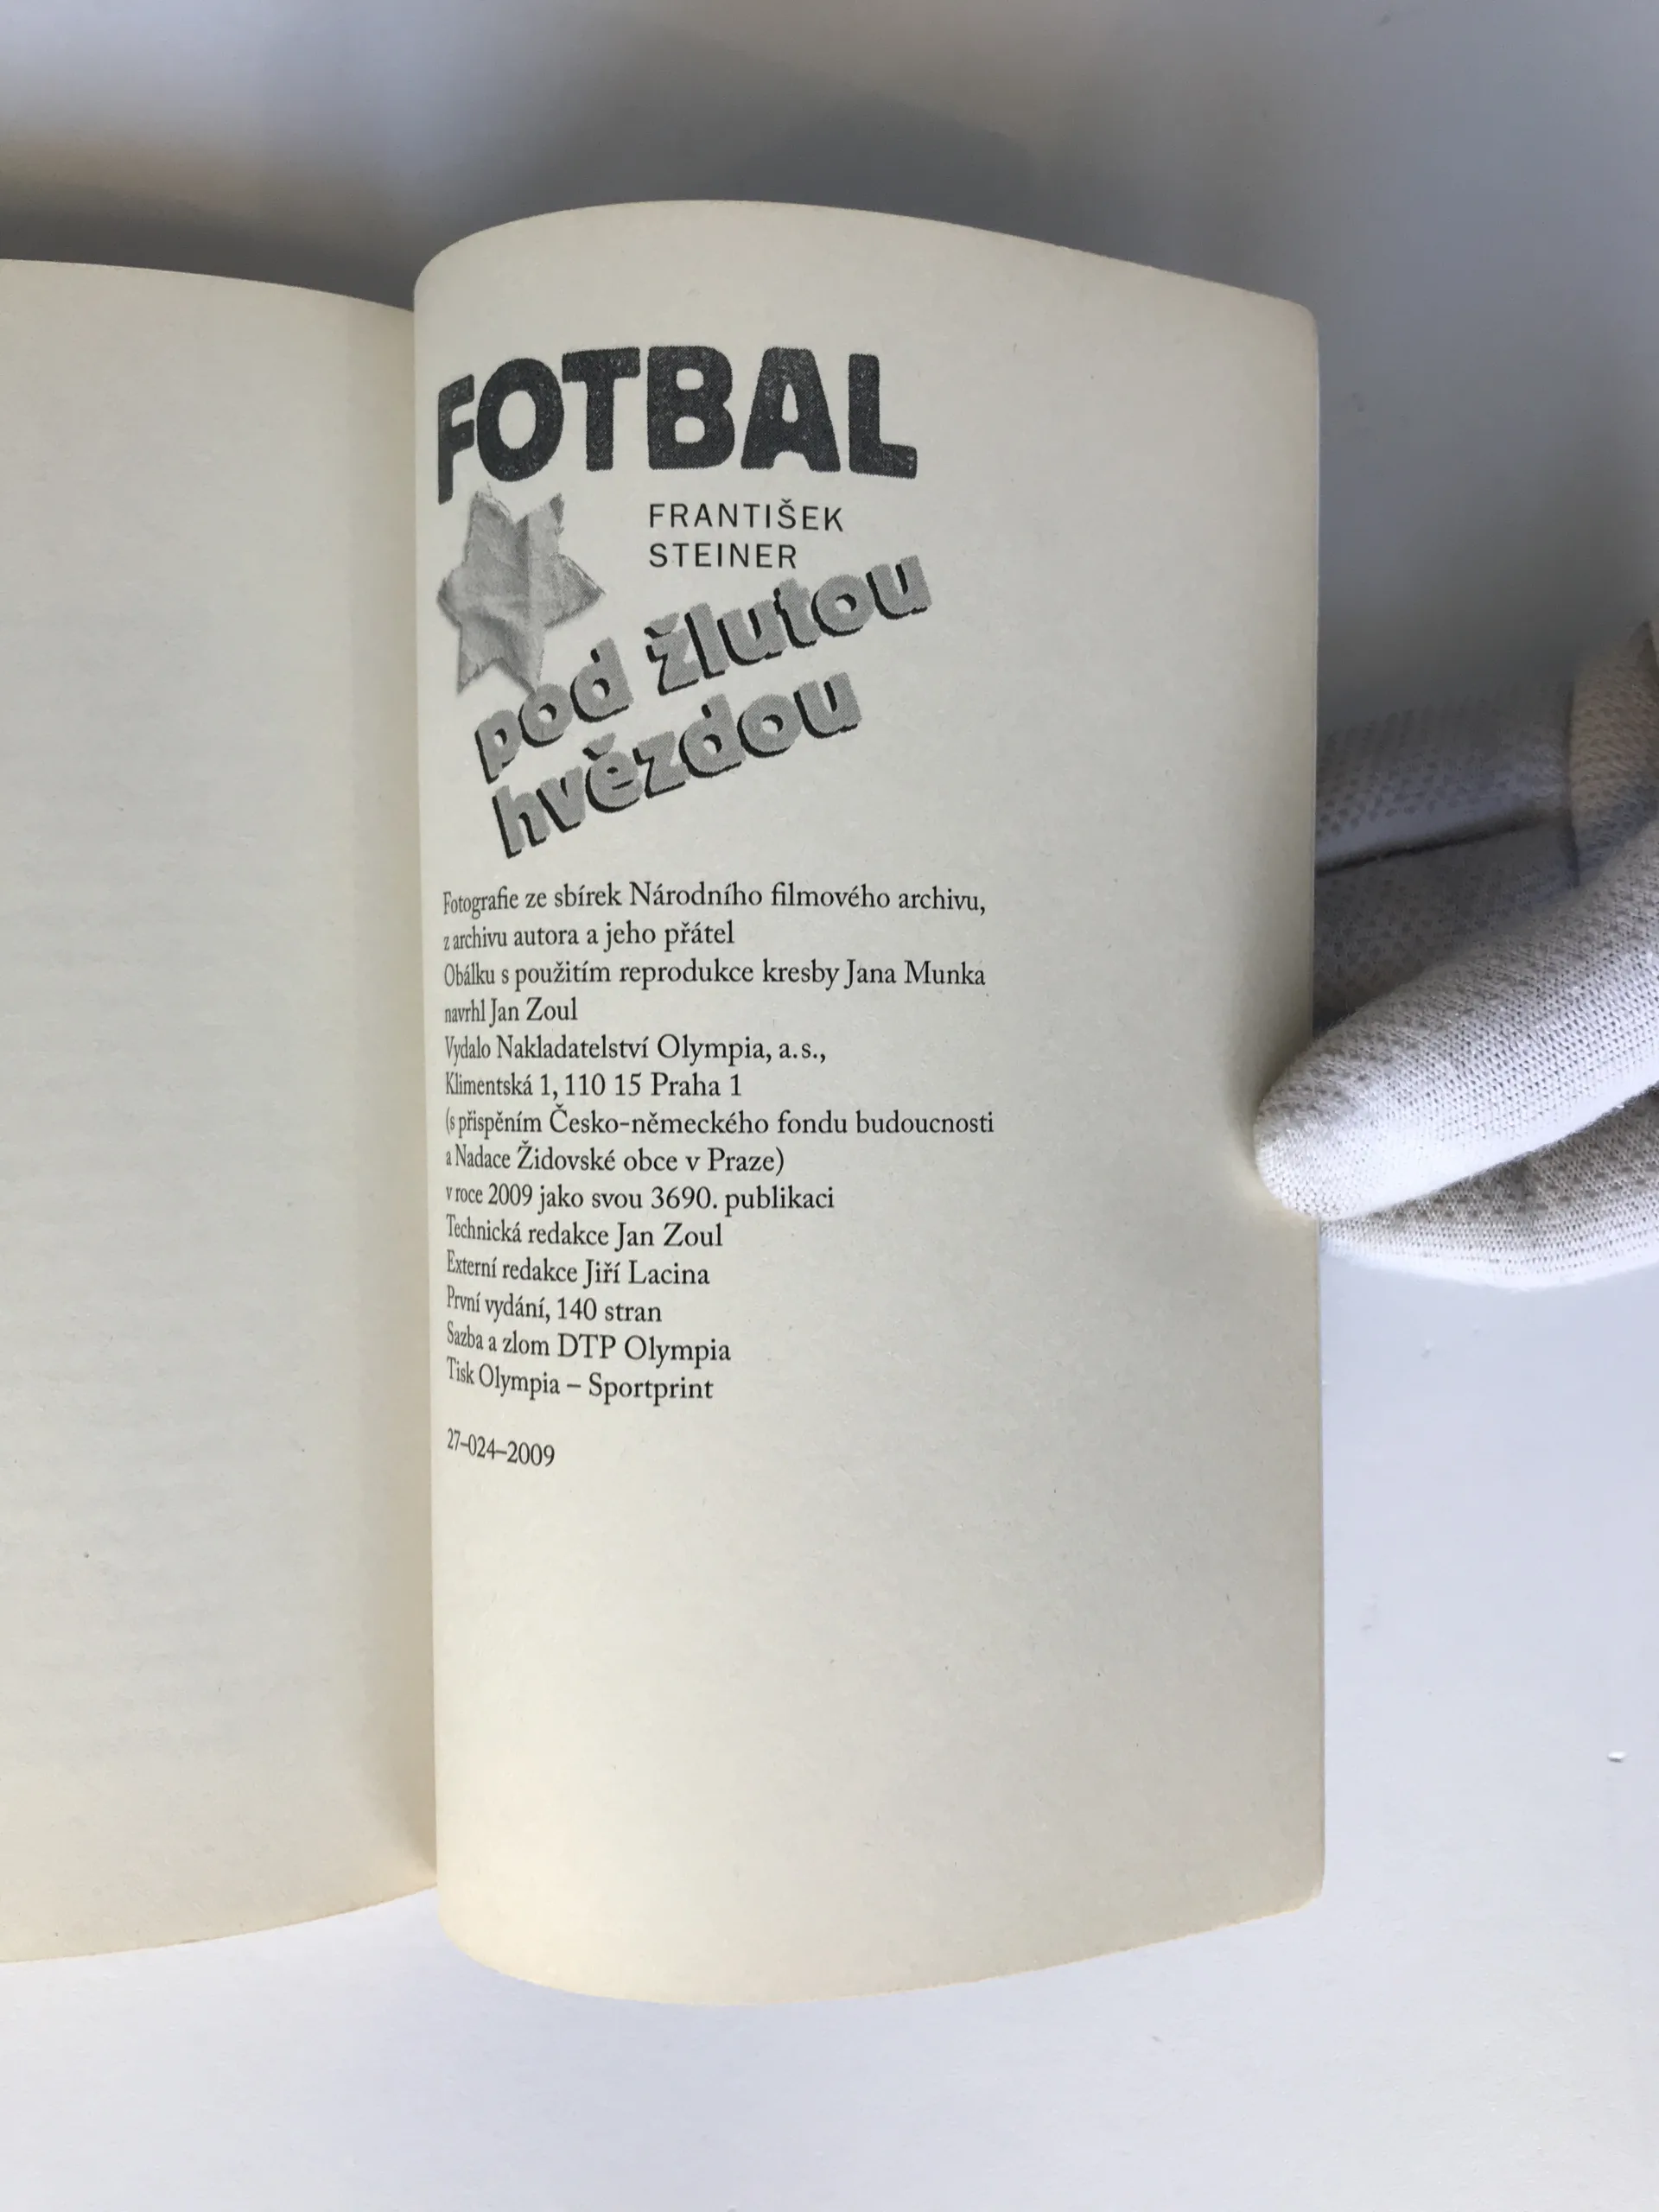 FOTBAL
FRANTIŠEK
STEINER
pod žlutou
hvězdou
Fotografie ze sbírek Národního filmového archivu,
z archivu autora a jeho přátel
Obálku s použitím reprodukce kresby Jana Munka
navrhl Jan Zoul
Vydalo Nakladatelství Olympia, a.s.,
Klimentská 1, 110 15 Praha 1
(s přispěním Česko-německého fondu budoucnosti
a Nadace Židovské obce v Praze)
v roce 2009 jako svou 3690. publikaci
Technická redakce Jan Zoul
Externí redakce Jiří Lacina
První vydání, 140 stran
Sazba a zlom DTP Olympia
Tisk Olympia – Sportprint
27–024–2009